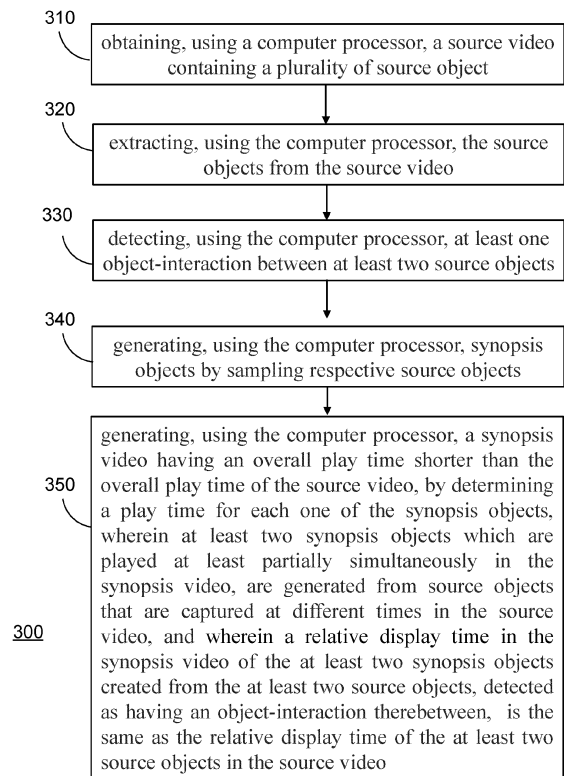 310
obtaining, using a computer processor, a source video
containing a plurality of source object
320
extracting, using the computer processor, the source
objects from the source video
330
detecting, using the computer processor, at least one
object-interaction between at least two source objects
340
generating, using the computer processor, synopsis
objects by sampling respective source objects
350
generating, using the computer processor, a synopsis
video having an overall play time shorter than the
overall play time of the source video, by determining
a play time for each one of the synopsis objects,
wherein at least two synopsis objects which are
played at least partially simultaneously in the
synopsis video, are generated from source objects
that are captured at different times in the source
video, and wherein a relative display time in the
synopsis video of the at least two synopsis objects
created from the at least two source objects, detected
as having an object-interaction therebetween, is the
same as the relative display time of the at least two
source objects in the source video
300